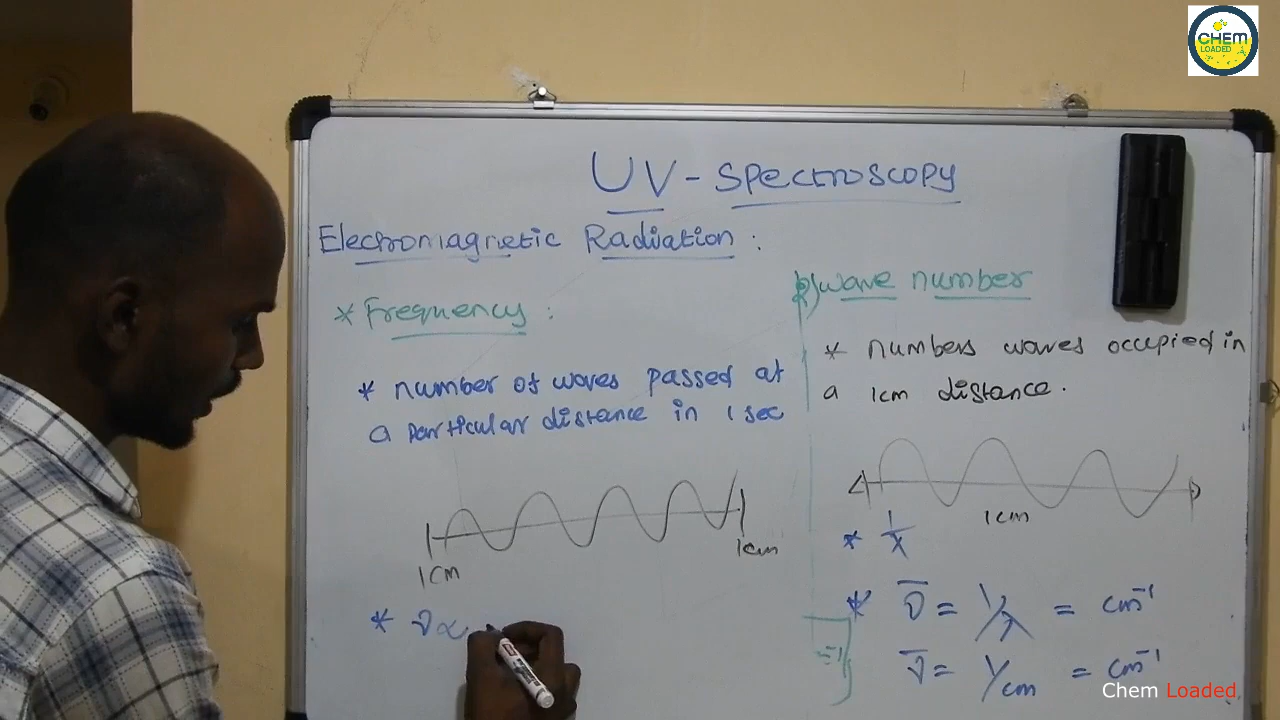 CHEM
LOADED
UV - Spectroscopy
Electromagnetic Radiation :
* Frequency :
* number of waves passed at
a particular distance in 1 sec
1cm
1cm
* ν ∝
2) wave number
* numbers waves occupied in
a 1cm distance.
1cm
* 1/λ
* ν̅ = 1/λ = cm⁻¹
ν̅ = 1/cm = cm⁻¹
Chem Loaded